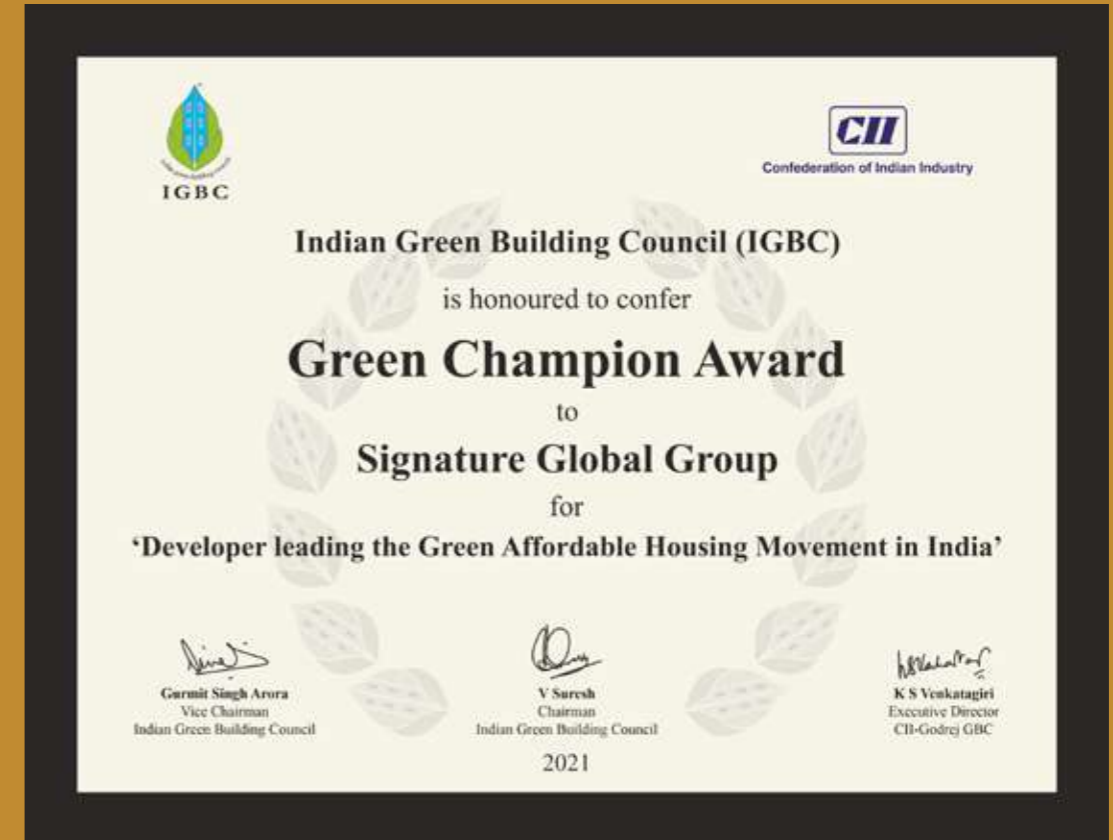 IGBC
CII
Confederation of Indian Industry
Indian Green Building Council (IGBC)
is honoured to confer
Green Champion Award
to
Signature Global Group
for
‘Developer leading the Green Affordable Housing Movement in India’
Gurmit Singh Arora
Vice Chairman
Indian Green Building Council
V Suresh
Chairman
Indian Green Building Council
K S Venkatagiri
Executive Director
CII-Godrej GBC
2021